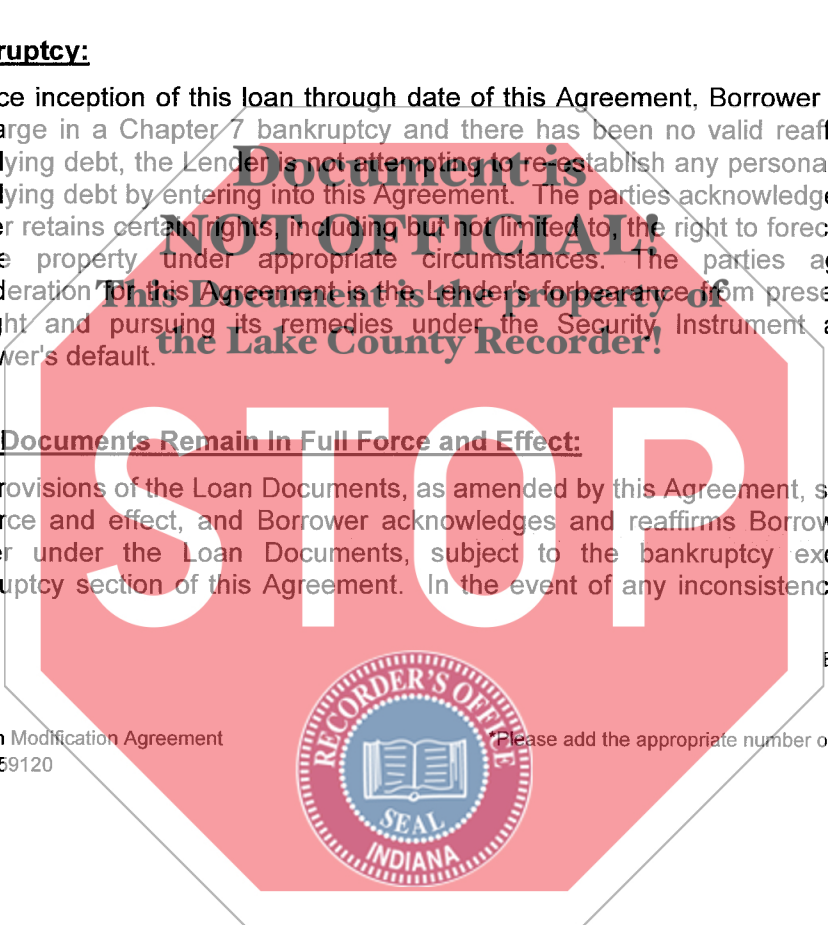 ruptcy:
ce inception of this loan through date of this Agreement, Borrower
arge in a Chapter 7 bankruptcy and there has been no valid reaf
lying debt, the Lender is not attempting to re-establish any persona
lying debt by entering into this Agreement. The parties acknowledge
er retains certain rights, including but not limited to, the right to forec
e property under appropriate circumstances. The parties a
deration for this Agreement is the Lender's forbearance from prese
ght and pursuing its remedies under the Security Instrument a
wer's default.
Document is
NOT OFFICIAL!
This Document is the property of
the Lake County Recorder!
STOP
Documents Remain In Full Force and Effect:
rovisions of the Loan Documents, as amended by this Agreement, s
rce and effect, and Borrower acknowledges and reaffirms Borrow
er under the Loan Documents, subject to the bankruptcy exc
uptcy section of this Agreement. In the event of any inconsistenc
RECORDER'S OFFICE
SEAL
INDIANA
n Modification Agreement
*Please add the appropriate number o
59120